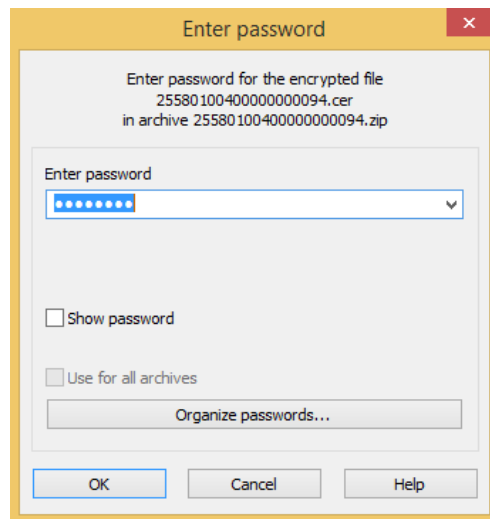 Enter password
Enter password for the encrypted file
25580100400000000094.cer
in archive 25580100400000000094.zip
Enter password
Show password
Use for all archives
Organize passwords...
OK Cancel Help